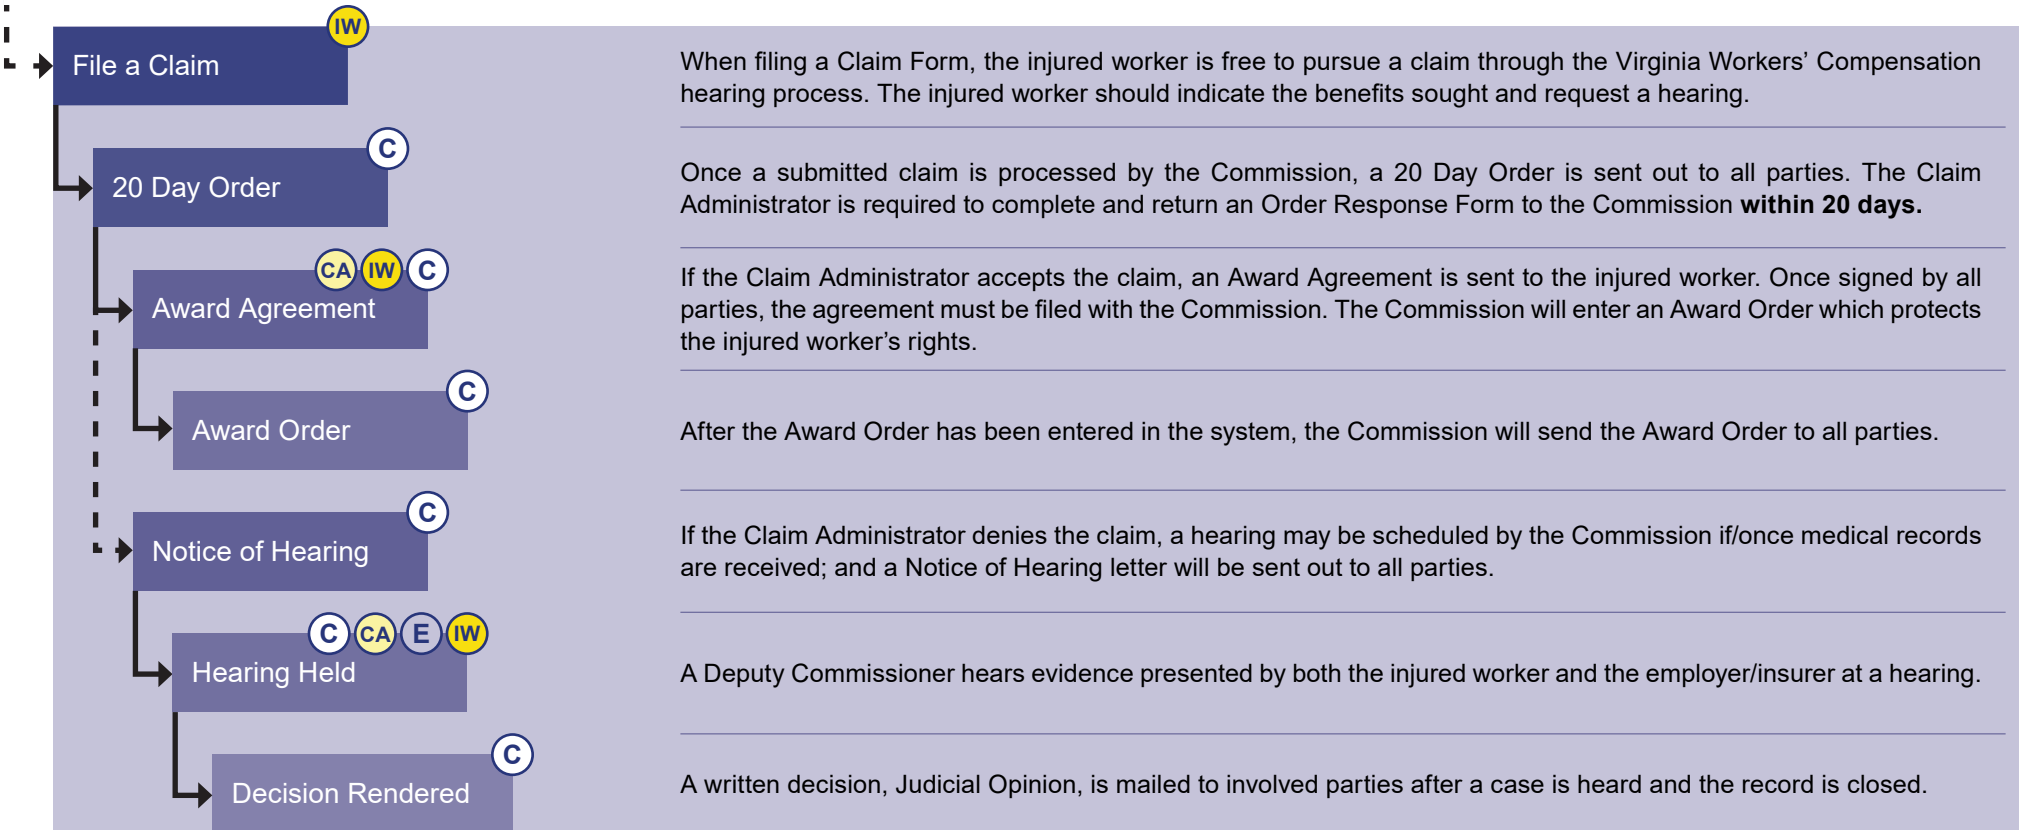 IW
File a Claim
When filing a Claim Form, the injured worker is free to pursue a claim through the Virginia Workers’ Compensation
hearing process. The injured worker should indicate the benefits sought and request a hearing.
C
20 Day Order
Once a submitted claim is processed by the Commission, a 20 Day Order is sent out to all parties. The Claim
Administrator is required to complete and return an Order Response Form to the Commission within 20 days.
CA IW C
Award Agreement
If the Claim Administrator accepts the claim, an Award Agreement is sent to the injured worker. Once signed by all
parties, the agreement must be filed with the Commission. The Commission will enter an Award Order which protects
the injured worker’s rights.
C
Award Order
After the Award Order has been entered in the system, the Commission will send the Award Order to all parties.
C
Notice of Hearing
If the Claim Administrator denies the claim, a hearing may be scheduled by the Commission if/once medical records
are received; and a Notice of Hearing letter will be sent out to all parties.
C CA E IW
Hearing Held
A Deputy Commissioner hears evidence presented by both the injured worker and the employer/insurer at a hearing.
C
Decision Rendered
A written decision, Judicial Opinion, is mailed to involved parties after a case is heard and the record is closed.